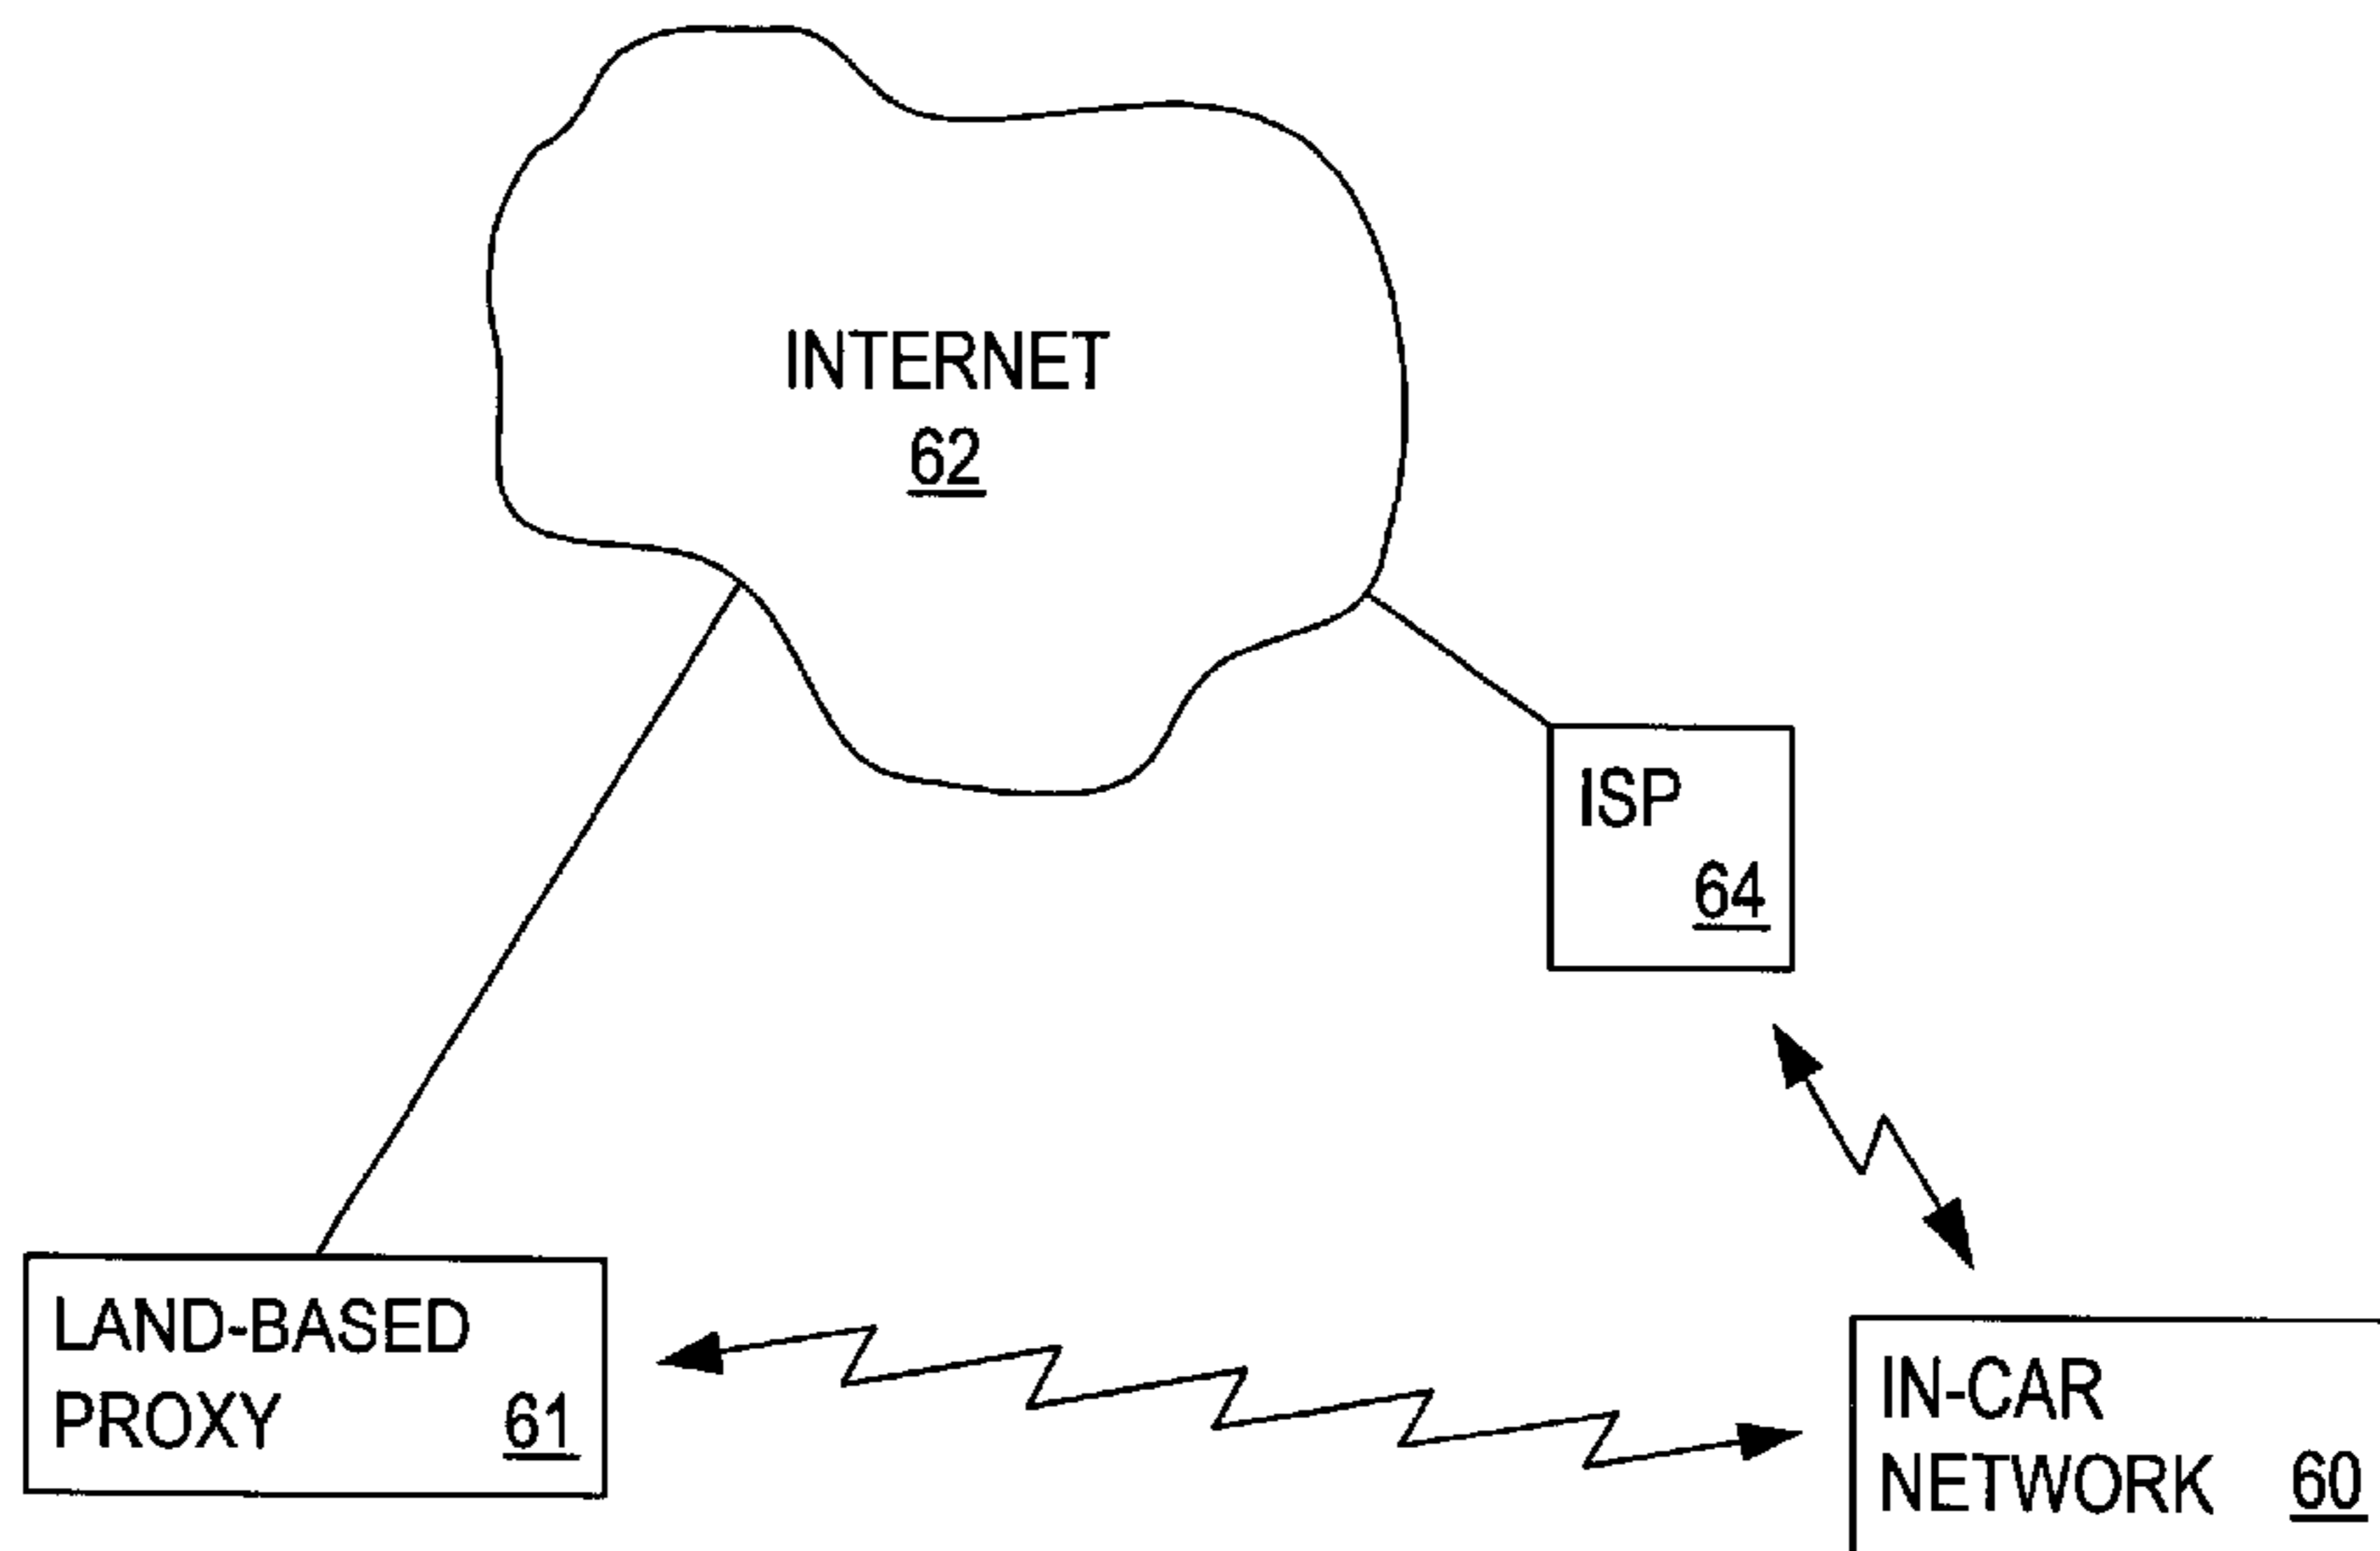 INTERNET
62
ISP
64
LAND-BASED
PROXY 61
IN-CAR
NETWORK 60